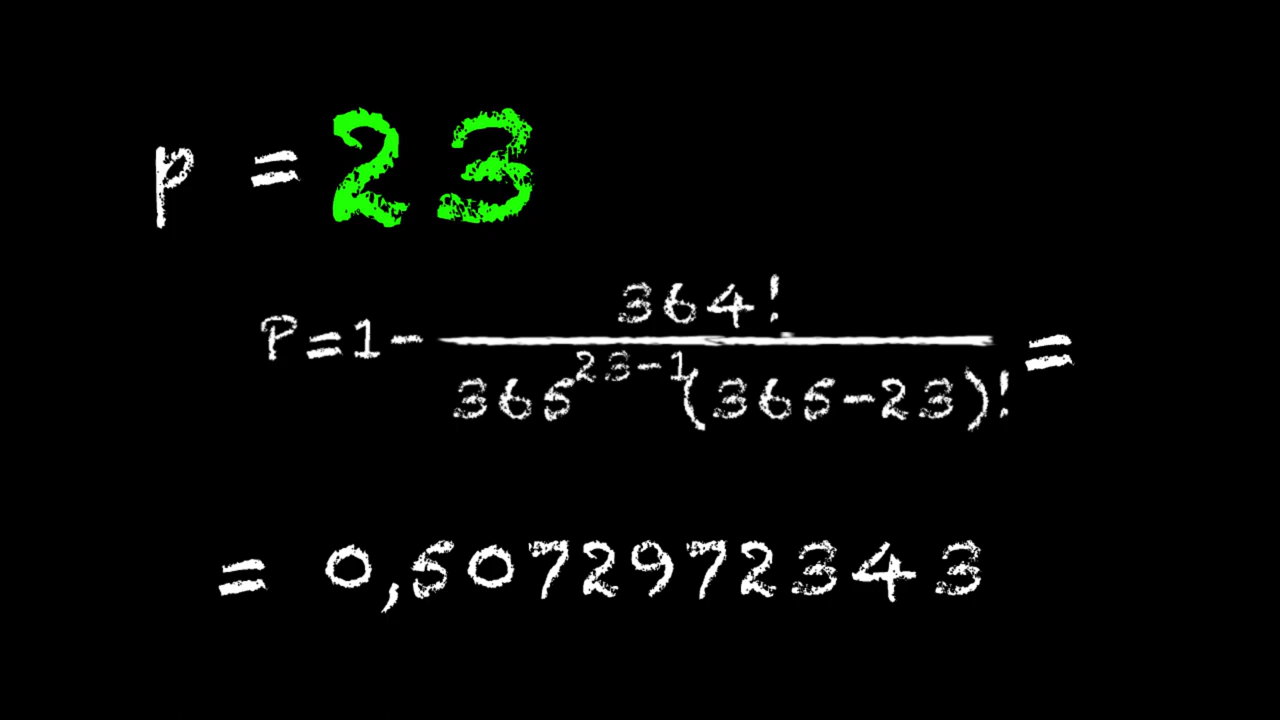 p = 23
P=1-364!/365^23-1(365-23)! =
= 0,5072972343